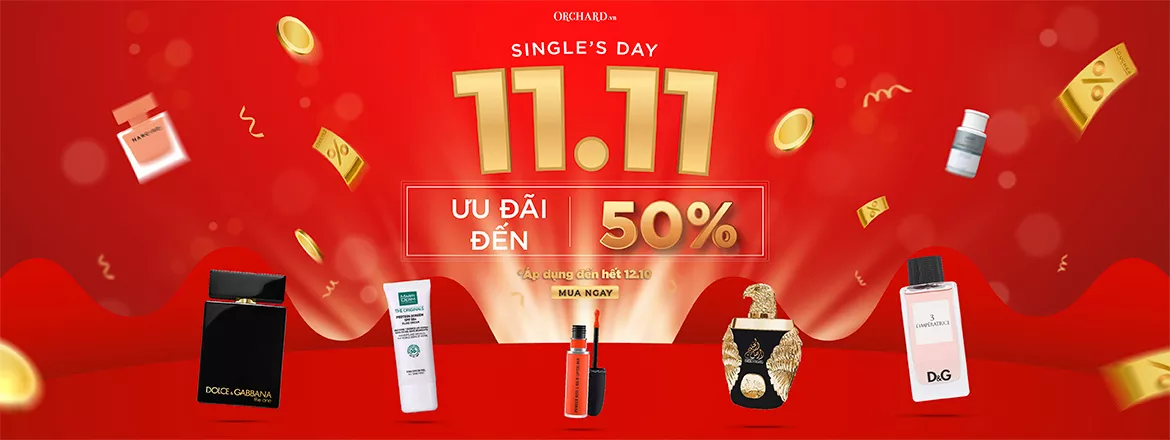 ORCHARD.vn
SINGLE'S DAY
11.11
ƯU ĐÃI
ĐẾN
50%
*Áp dụng đến hết 12.10
MUA NGAY
DOLCE & GABBANA
the one
THE ORIGINALS
3
L'IMPÉRATRICE
D&G